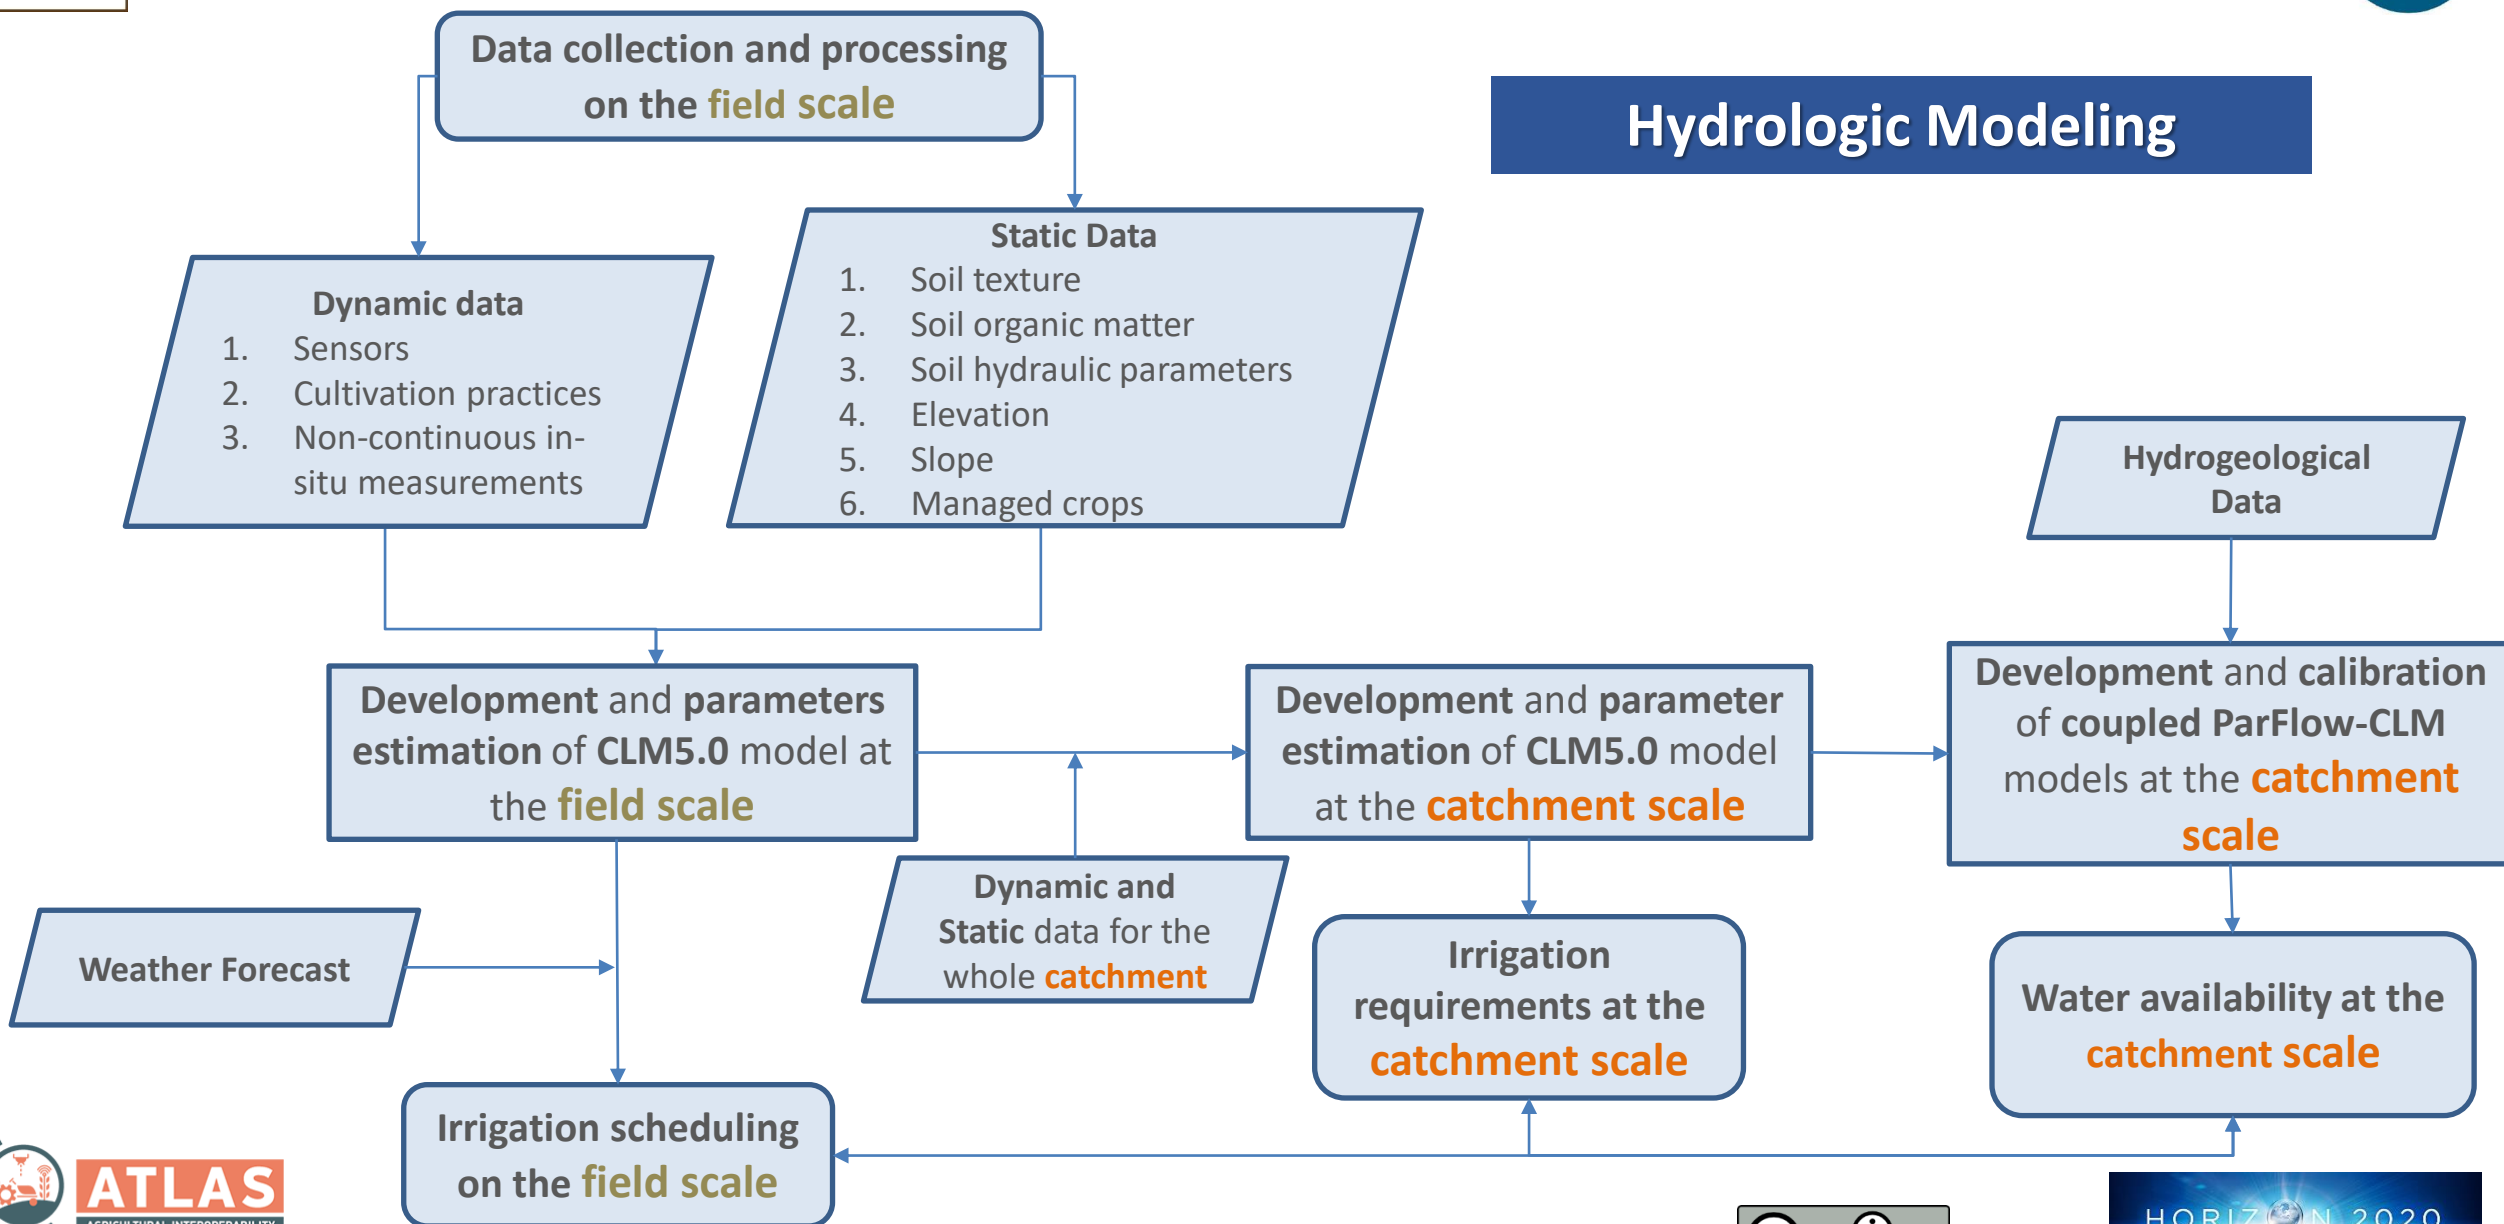 Data collection and processing
on the field scale
Hydrologic Modeling
Static Data
1. Soil texture
2. Soil organic matter
3. Soil hydraulic parameters
4. Elevation
5. Slope
6. Managed crops
Dynamic data
1. Sensors
2. Cultivation practices
3. Non-continuous in-
situ measurements
Hydrogeological
Data
Development and parameters
estimation of CLM5.0 model at
the field scale
Development and parameter
estimation of CLM5.0 model
at the catchment scale
Development and calibration
of coupled ParFlow-CLM
models at the catchment
scale
Dynamic and
Static data for the
whole catchment
Weather Forecast
Irrigation
requirements at the
catchment scale
Water availability at the
catchment scale
Irrigation scheduling
on the field scale
ATLAS
AGRICULTURAL INTEROPERABILITY
HORIZON 2020